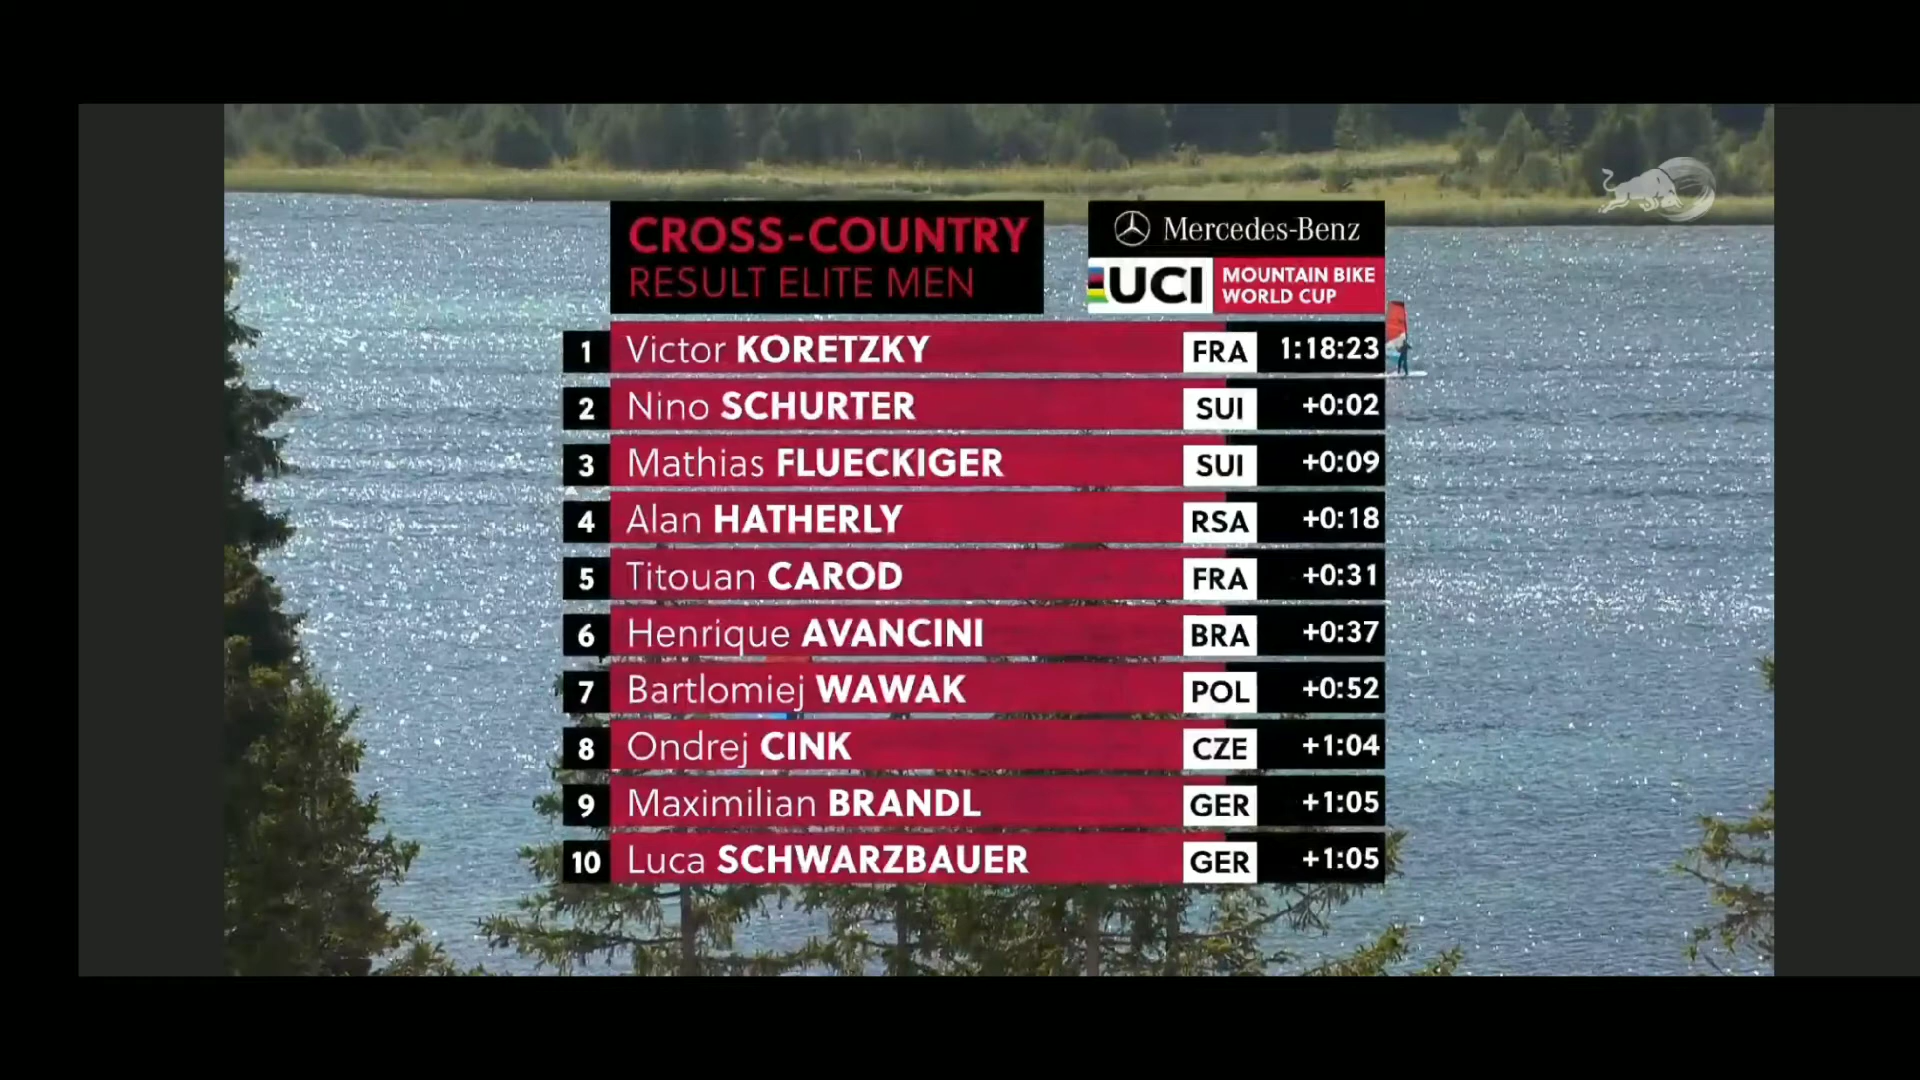 CROSS-COUNTRY
RESULT ELITE MEN
Mercedes-Benz
UCI MOUNTAIN BIKE WORLD CUP
1 Victor KORETZKY FRA 1:18:23
2 Nino SCHURTER SUI +0:02
3 Mathias FLUECKIGER SUI +0:09
4 Alan HATHERLY RSA +0:18
5 Titouan CAROD FRA +0:31
6 Henrique AVANCINI BRA +0:37
7 Bartlomiej WAWAK POL +0:52
8 Ondrej CINK CZE +1:04
9 Maximilian BRANDL GER +1:05
10 Luca SCHWARZBAUER GER +1:05